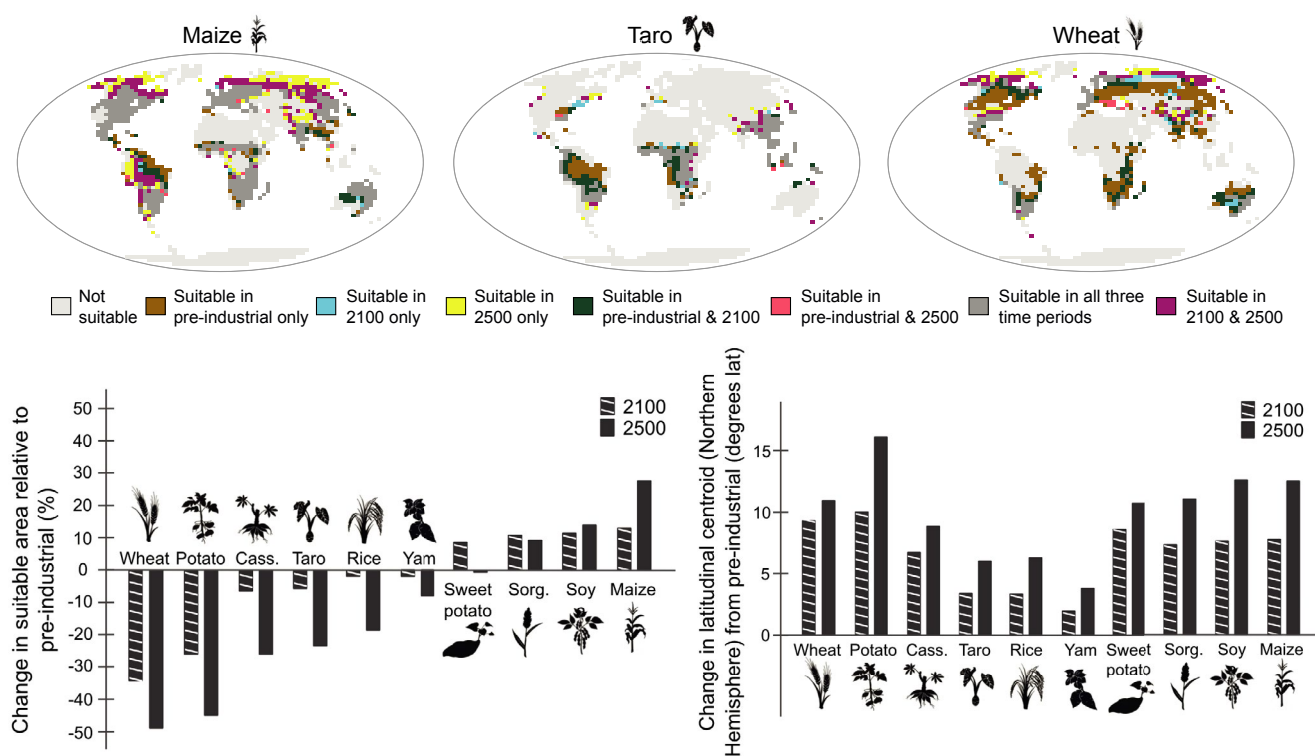 Maize
Taro
Wheat
Not
suitable
Suitable in
pre-industrial only
Suitable in
2100 only
Suitable in
2500 only
Suitable in
pre-industrial & 2100
Suitable in
pre-industrial & 2500
Suitable in all three
time periods
Suitable in
2100 & 2500
Change in suitable area relative to
pre-industrial (%)
50
40
30
20
10
0
-10
-20
-30
-40
-50
2100
2500
Wheat
Potato
Cass.
Taro
Rice
Yam
Sweet
potato
Sorg.
Soy
Maize
Change in latitudinal centroid (Northern
Hemisphere) from pre-industrial (degrees lat)
15
10
5
0
2100
2500
Wheat
Potato
Cass.
Taro
Rice
Yam
Sweet
potato
Sorg.
Soy
Maize